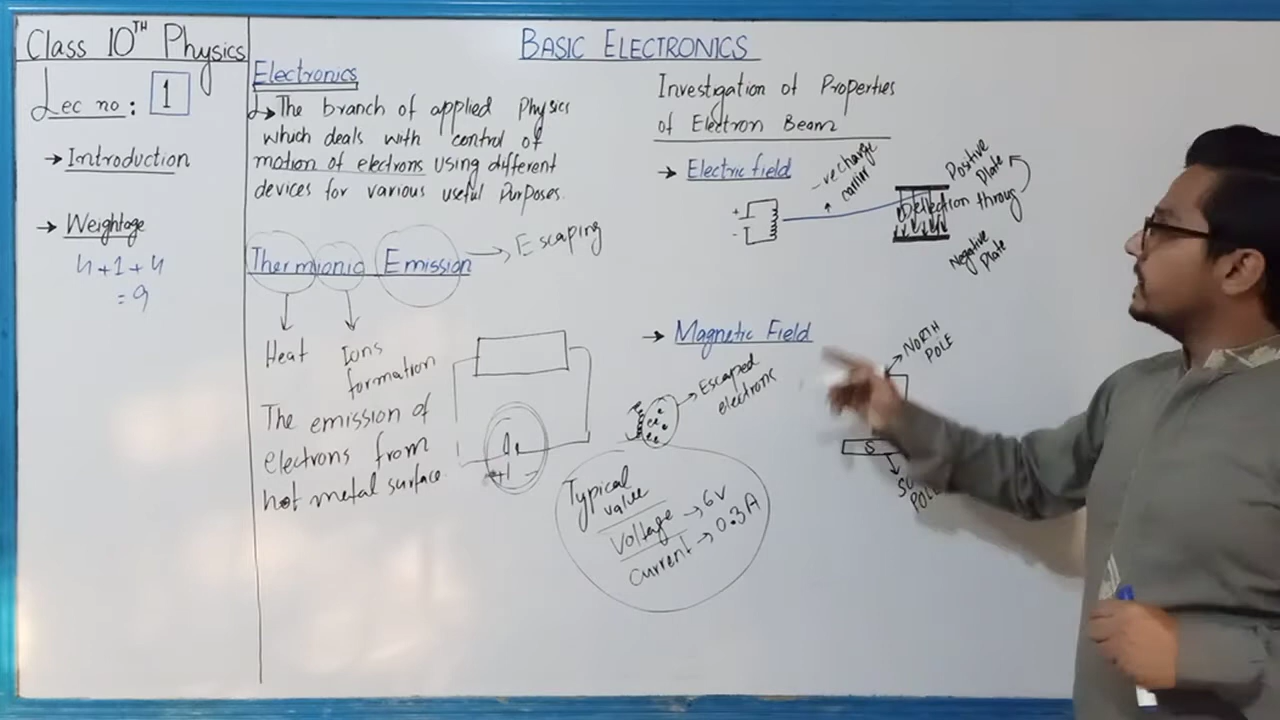 Class 10TH Physics
Lec no: 1
→ Introduction
→ Weightage
4+1+4
= 9
BASIC ELECTRONICS
Electronics
↳ The branch of applied Physics
which deals with control of
motion of electrons using different
devices for various useful Purposes.
Thermionic Emission → Escaping
Heat
Ions
formation
The emission of
electrons from
hot metal surface.
+ -
Investigation of Properties
of Electron Beam
→ Electric field
+
-
-ve charge
carrier
Positive
Plate
Deflection throug
Negative
Plate
→ Magnetic Field
Escaped
electrons
e e e e
NORTH
POLE
S
SO
POLE
Typical
value
Voltage → 6v
Current → 0.3A